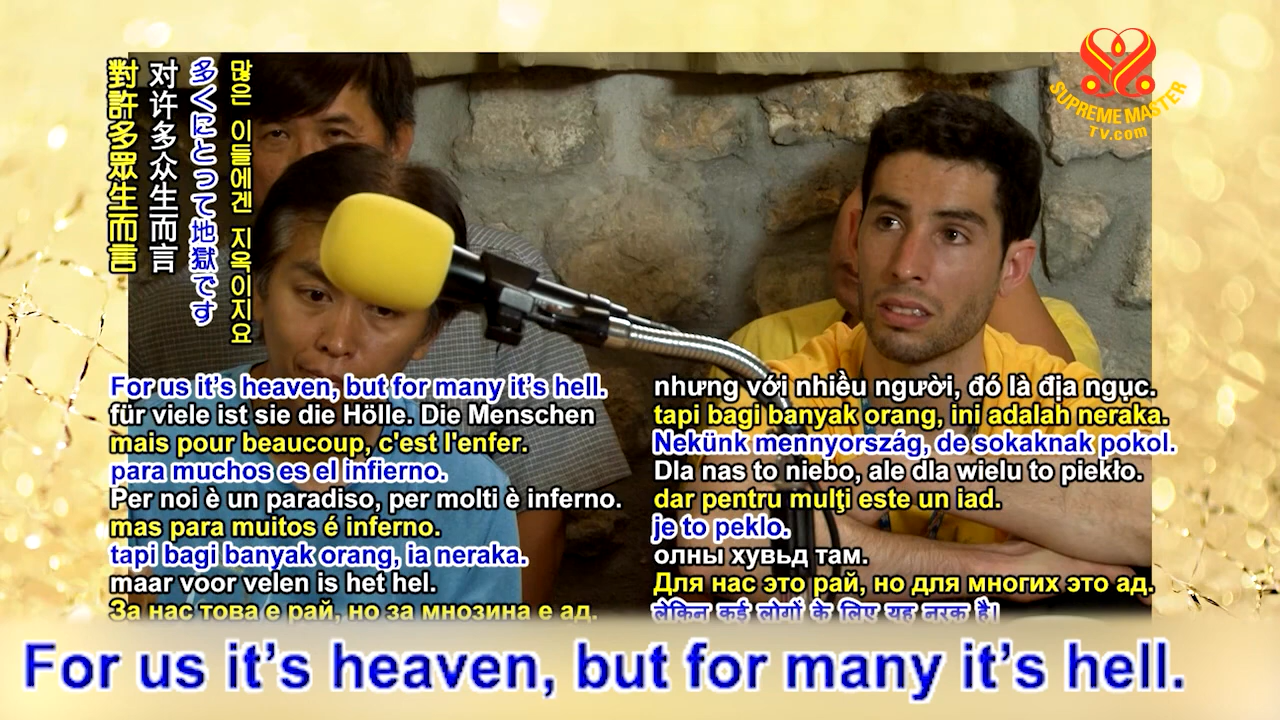 SUPREME MASTER
TV.com
對許多眾生而言
对许多众生而言
多くにとって地獄です
많은 이들에겐 지옥이지요
For us it's heaven, but for many it's hell.
für viele ist sie die Hölle. Die Menschen
mais pour beaucoup, c'est l'enfer.
para muchos es el infierno.
Per noi è un paradiso, per molti è inferno.
mas para muitos é inferno.
tapi bagi banyak orang, ia neraka.
maar voor velen is het hel.
За нас това е рай, но за мнозина е ад.
nhưng với nhiều người, đó là địa ngục.
tapi bagi banyak orang, ini adalah neraka.
Nekünk mennyország, de sokaknak pokol.
Dla nas to niebo, ale dla wielu to piekło.
dar pentru mulţi este un iad.
je to peklo.
олны хувьд там.
Для нас это рай, но для многих это ад.
लेकिन कई लोगों के लिए यह नरक है।
For us it's heaven, but for many it's hell.